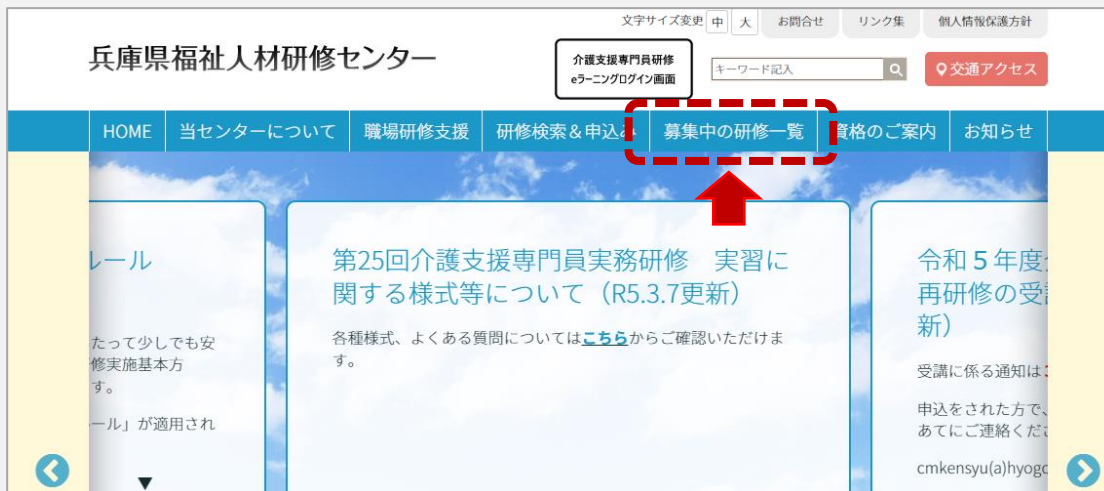 文字サイズ変更 中 大 お問合せ リンク集 個人情報保護方針
兵庫県福祉人材研修センター
介護支援専門員研修
eラーニングログイン画面
キーワード記入
交通アクセス
HOME 当センターについて 職場研修支援 研修検索&申込み 募集中の研修一覧 資格のご案内 お知らせ
ルール
たって少しでも安
修実施基本方
す。
ール」が適用され
▼
第25回介護支援専門員実務研修 実習に
関する様式等について（R5.3.7更新）
各種様式、よくある質問についてはこちらからご確認いただけま
す。
令和５年度
再研修の受
新）
受講に係る通知は
申込をされた方で、
あてにご連絡くだ
cmkensyu(a)hyogo